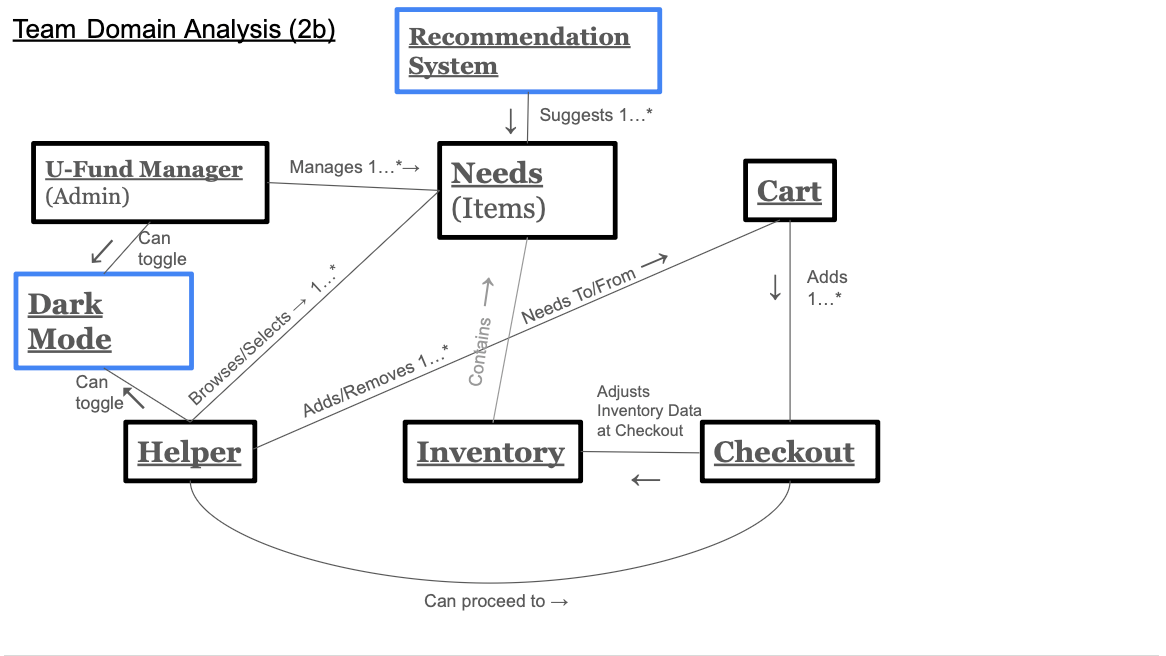 Team Domain Analysis (2b)
Recommendation
System
↓ Suggests 1...*
U-Fund Manager
(Admin)
Manages 1...*→
Needs
(Items)
Cart
Can
toggle
Dark
Mode
Can
toggle
Browses/Selects → 1...*
Adds/Removes 1...* Needs To/From →
Contains →
Adds
1...*
Adjusts
Inventory Data
at Checkout
Helper
Inventory
Checkout
Can proceed to →